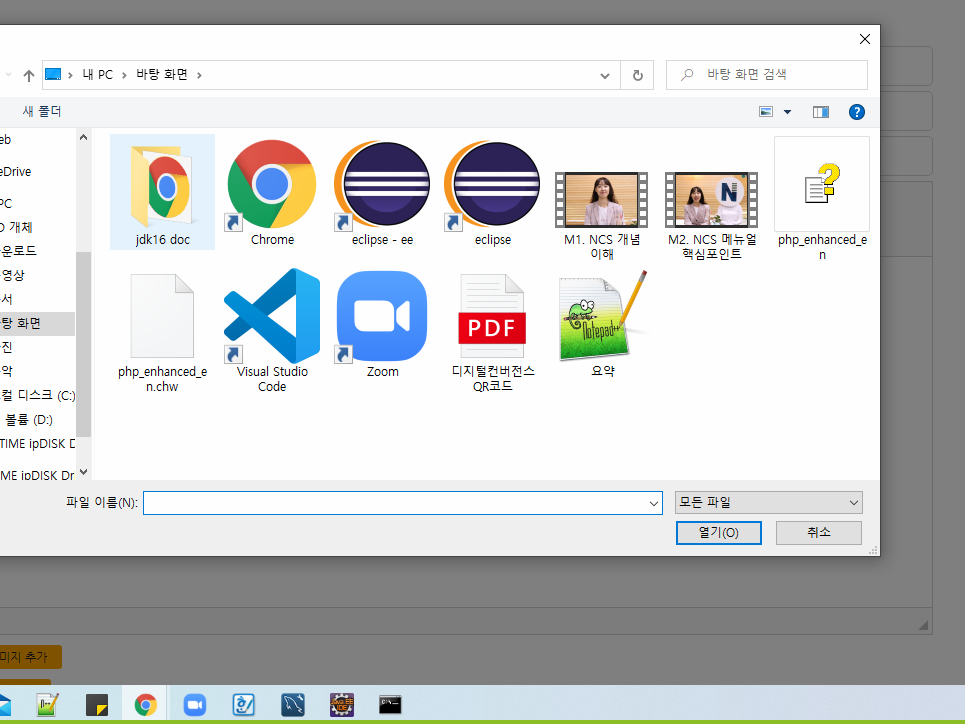 내 PC > 바탕 화면 >
바탕 화면 검색
새 폴더
eb
eDrive
PC
D 개체
운로드
영상
서
탕 화면
진
악
컬 디스크 (C:)
볼륨 (D:)
TIME ipDISK D
ME ipDISK Dr
jdk16 doc
Chrome
eclipse - ee
eclipse
M1. NCS 개념
이해
M2. NCS 메뉴얼
핵심포인트
php_enhanced_e
n
N
php_enhanced_e
n.chw
Visual Studio
Code
Zoom
PDF
디지털컨버전스
QR코드
Notepad++
요약
파일 이름(N):
모든 파일
열기(O)
취소
미지 추가